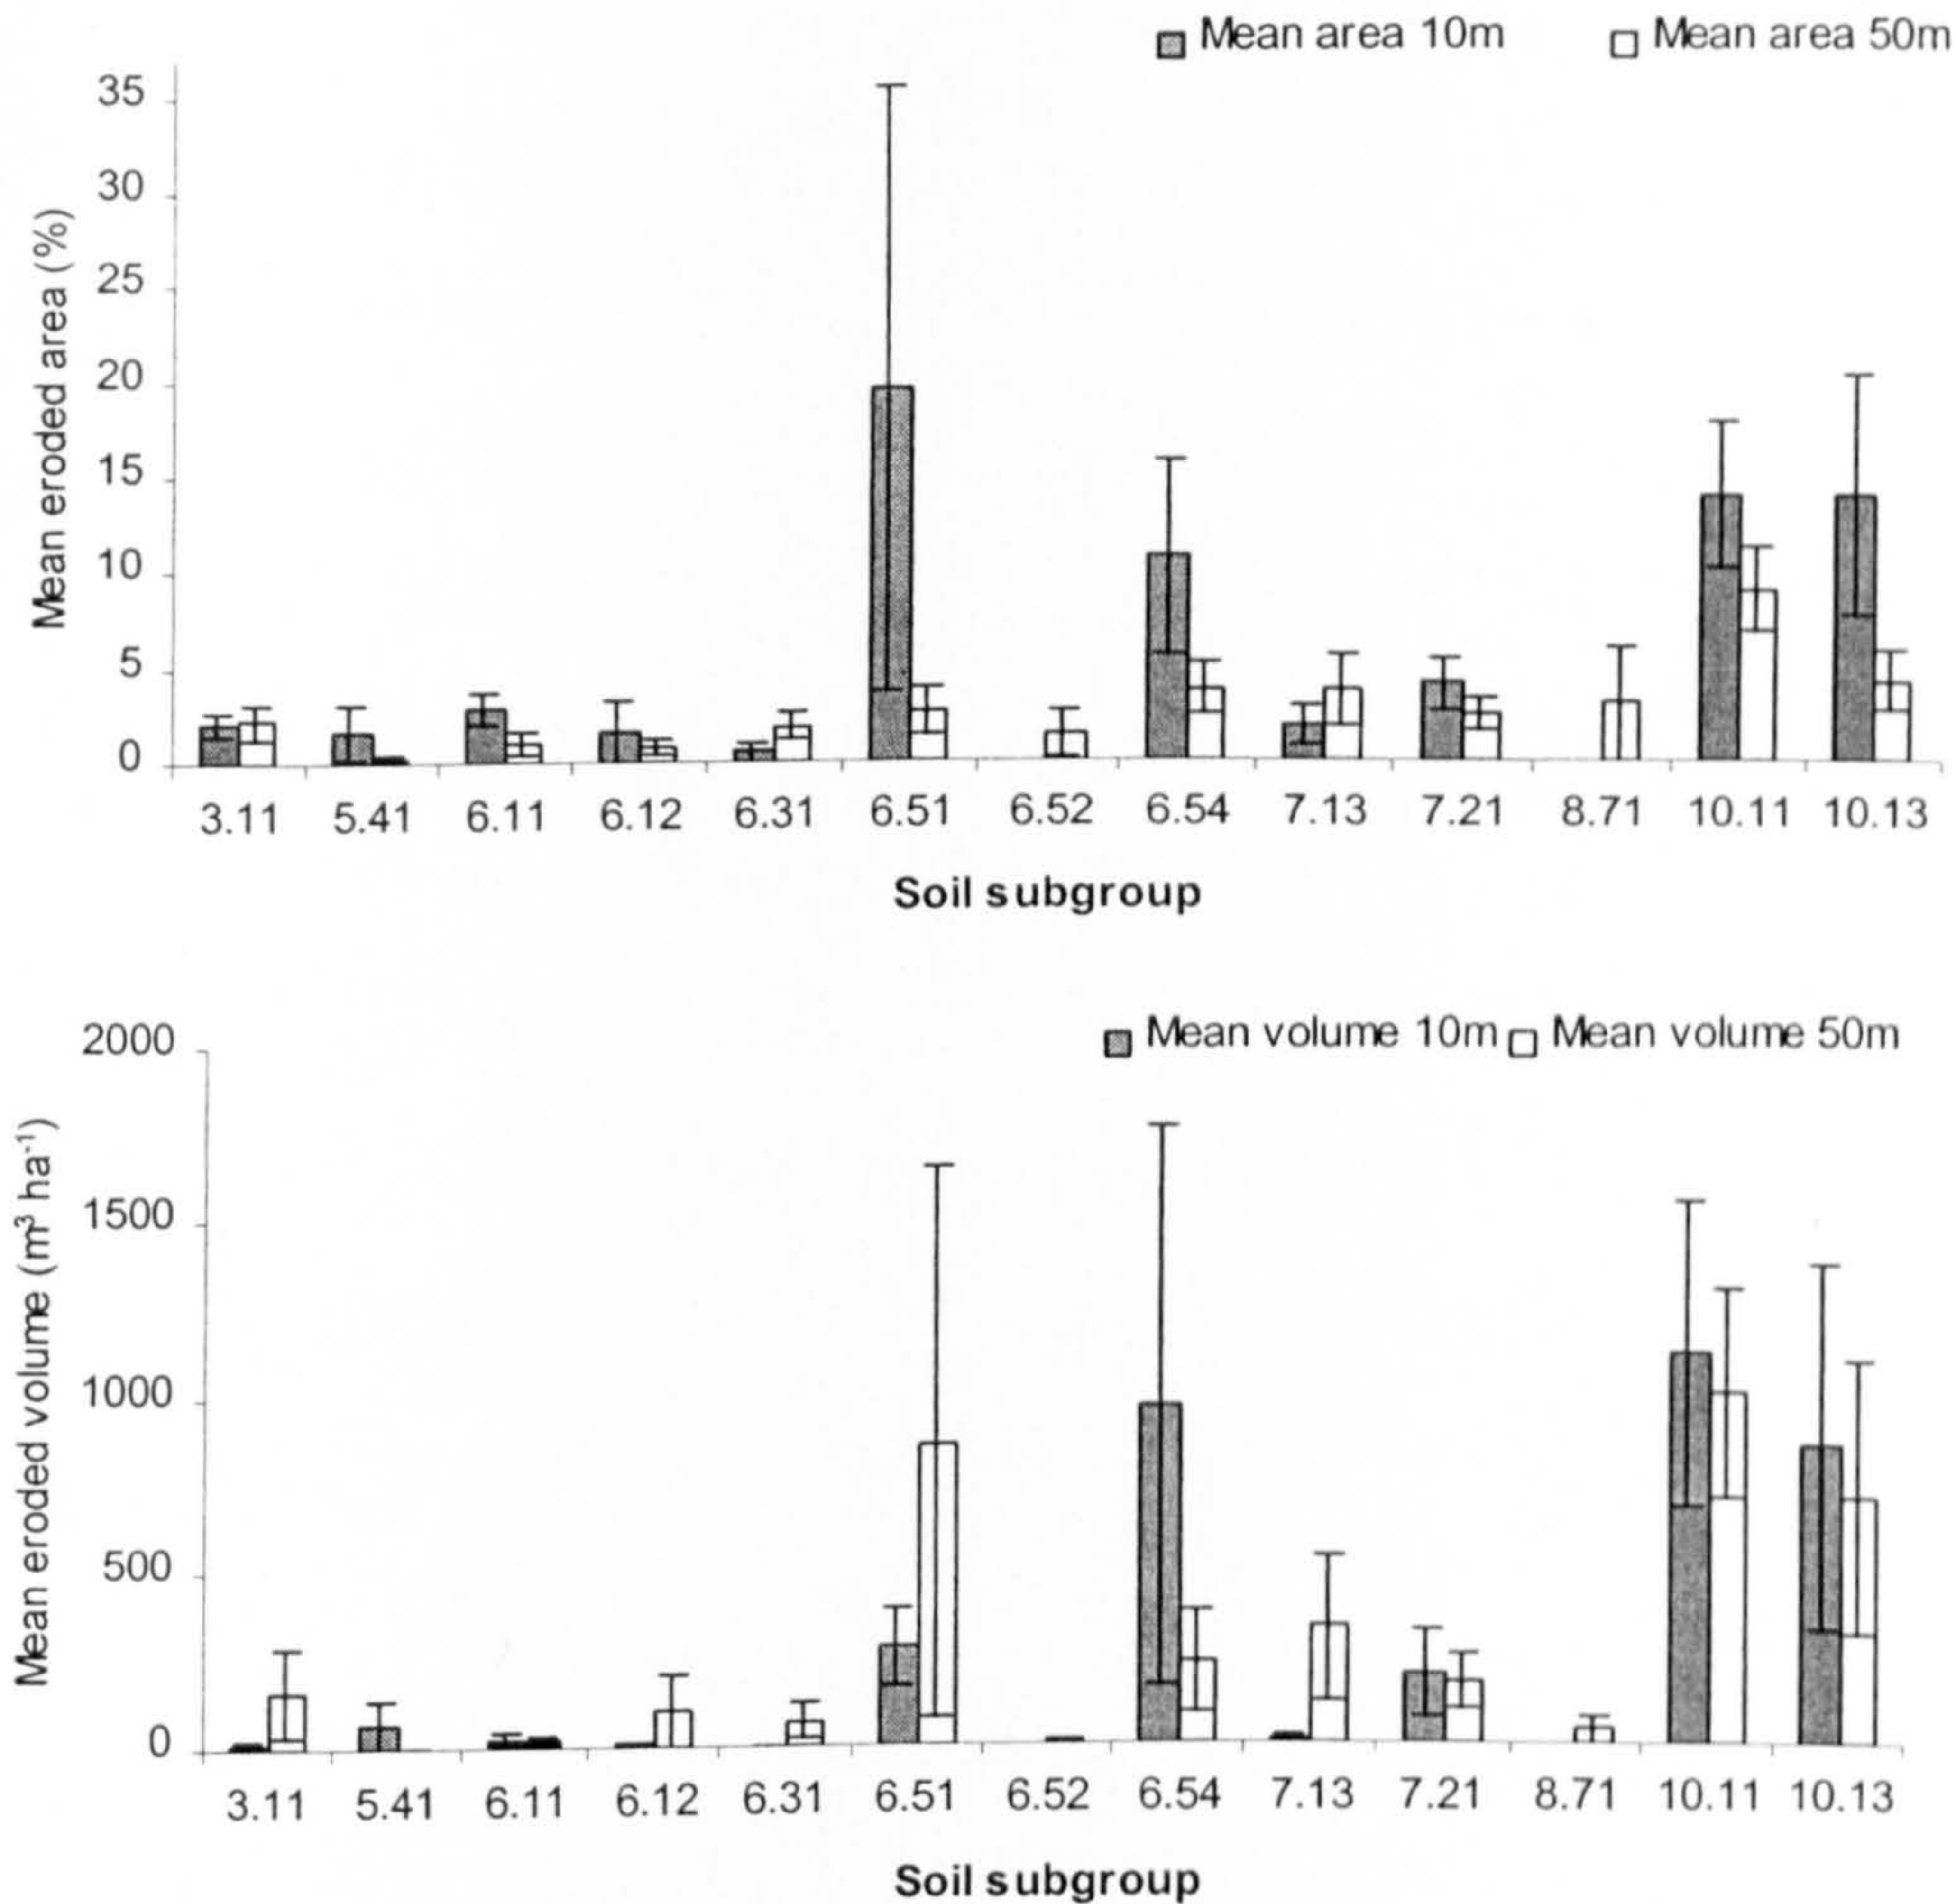 Mean area 10m Mean area 50m
Mean eroded area (%)
35
30
25
20
15
10
5
0
3.11 5.41 6.11 6.12 6.31 6.51 6.52 6.54 7.13 7.21 8.71 10.11 10.13
Soil subgroup
Mean volume 10m Mean volume 50m
Mean eroded volume (m³ ha⁻¹)
2000
1500
1000
500
0
3.11 5.41 6.11 6.12 6.31 6.51 6.52 6.54 7.13 7.21 8.71 10.11 10.13
Soil subgroup